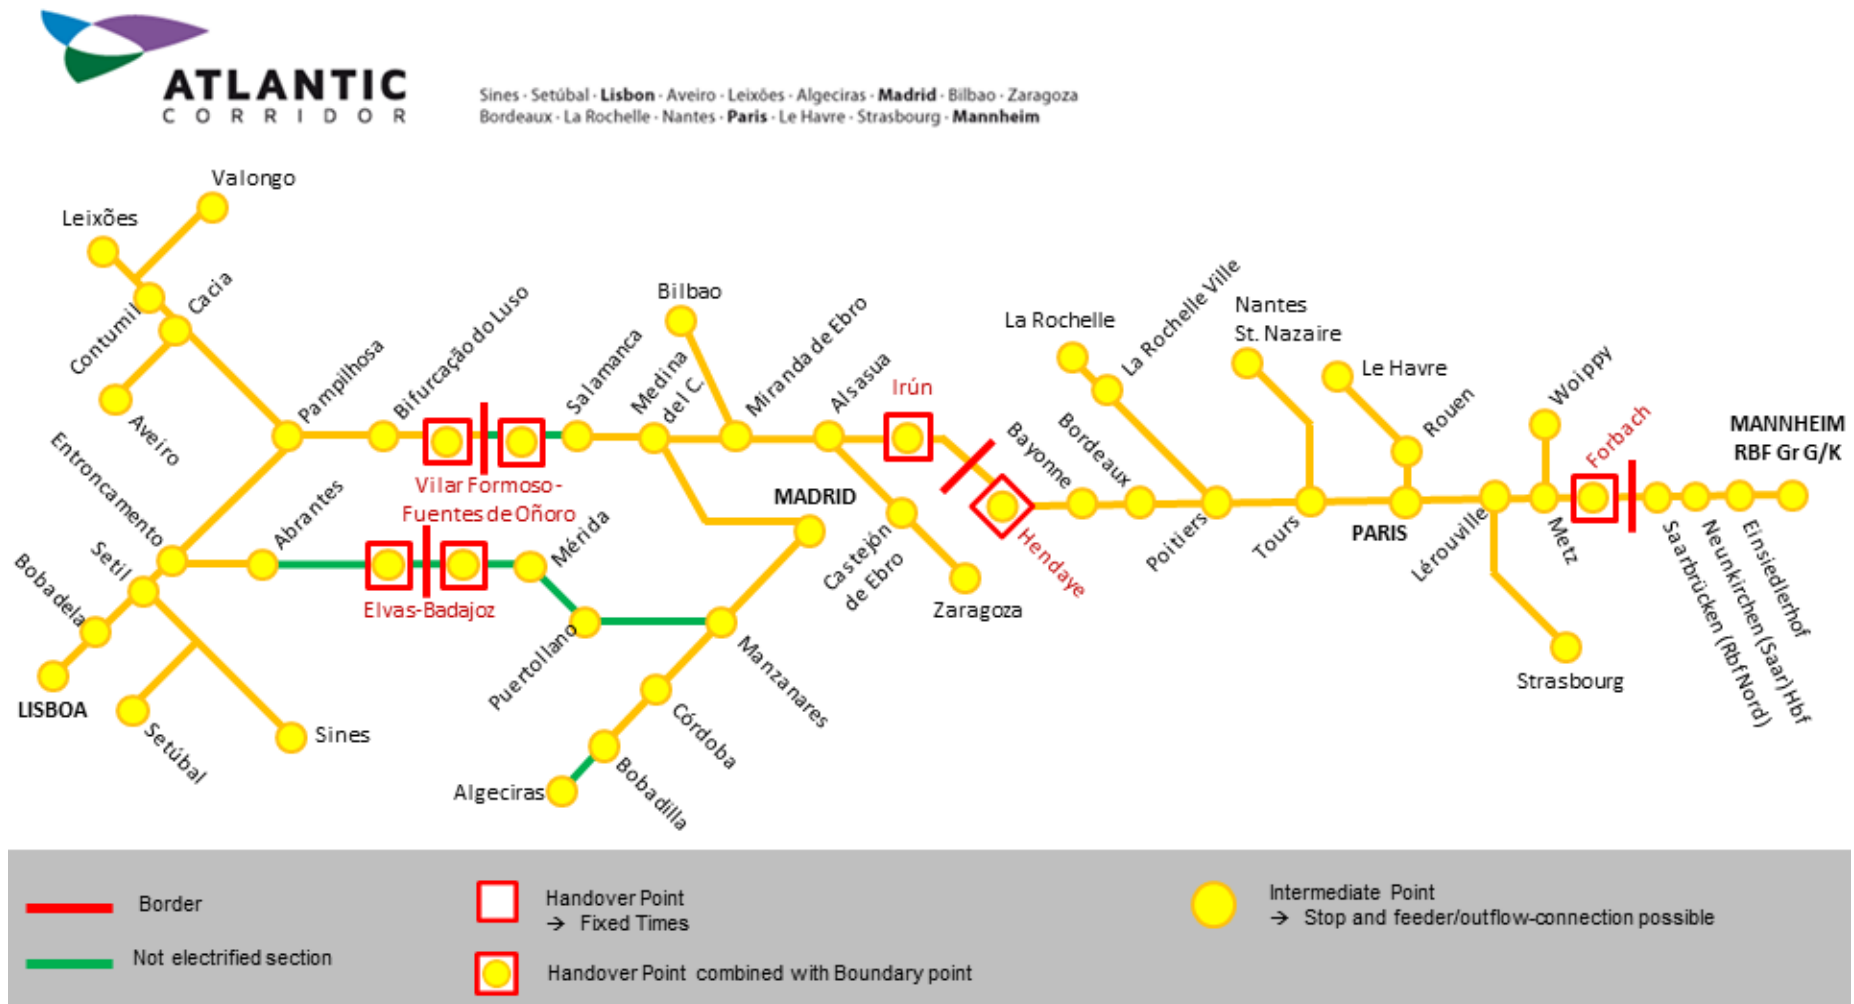 ATLANTIC
CORRIDOR
Sines · Setúbal · Lisbon · Aveiro · Leixões · Algeciras · Madrid · Bilbao · Zaragoza
Bordeaux · La Rochelle · Nantes · Paris · Le Havre · Strasbourg · Mannheim
Valongo
Leixões
Contumil
Cacia
Aveiro
Pampilhosa
Bifurcação do Luso
Vilar Formoso-
Fuentes de Oñoro
Salamanca
Medina
del C.
Bilbao
Miranda de Ebro
Alsasua
Irún
Hendaye
Bayonne
Bordeaux
La Rochelle
La Rochelle Ville
Poitiers
Nantes
St. Nazaire
Tours
Le Havre
Rouen
PARIS
Lérouville
Woippy
Metz
Forbach
MANNHEIM
RBF Gr G/K
Saarbrücken (Rbf Nord)
Neunkirchen (Saar) Hbf
Einsiedlerhof
Strasbourg
Entroncamento
Abrantes
Elvas-Badajoz
Mérida
Puertollano
MADRID
Castejón
de Ebro
Zaragoza
Manzanares
Córdoba
Bobadilla
Algeciras
Setil
Bobadela
LISBOA
Setúbal
Sines
Border
Not electrified section
Handover Point
→ Fixed Times
Handover Point combined with Boundary point
Intermediate Point
→ Stop and feeder/outflow-connection possible